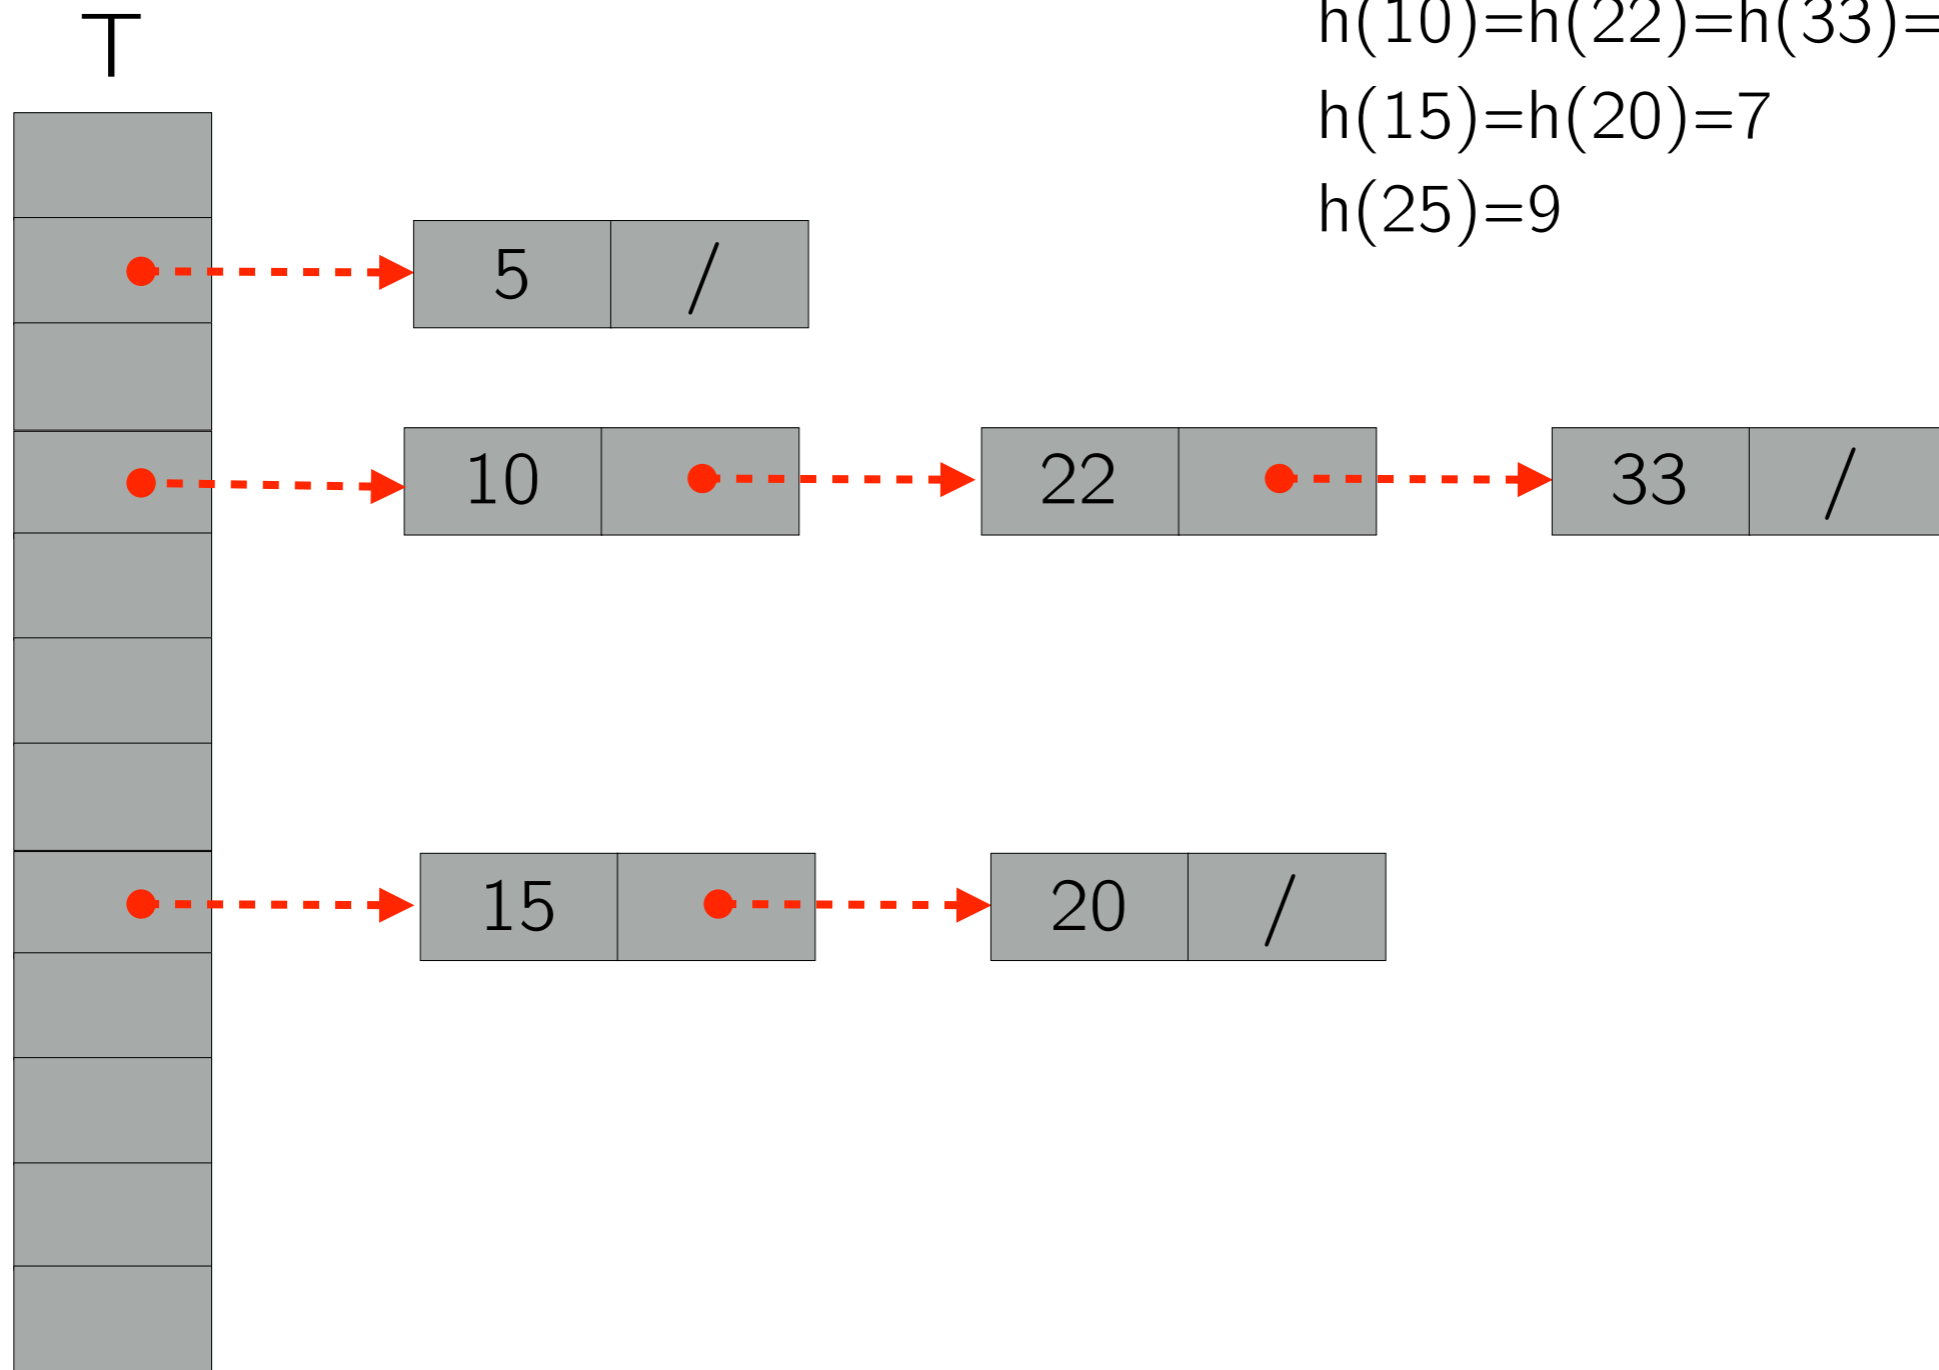 T
h(10)=h(22)=h(33)=
h(15)=h(20)=7
h(25)=9
5 /
10 22 33 /
15 20 /